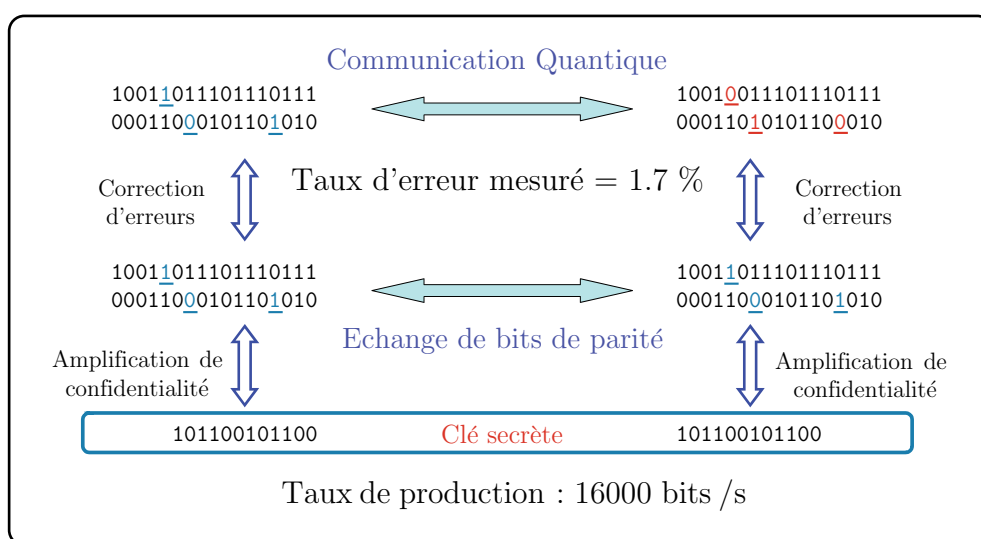 Communication Quantique
10011011101110111
00011000010110​1010
10010011101110111
00011010101100010
Taux d'erreur mesuré = 1.7 %
Correction
d'erreurs
Correction
d'erreurs
10011011101110111
00011000101101010
10011011101110111
00011000101101010
Echange de bits de parité
Amplification de
confidentialité
Amplification de
confidentialité
101100101100
Clé secrète
101100101100
Taux de production : 16000 bits /s